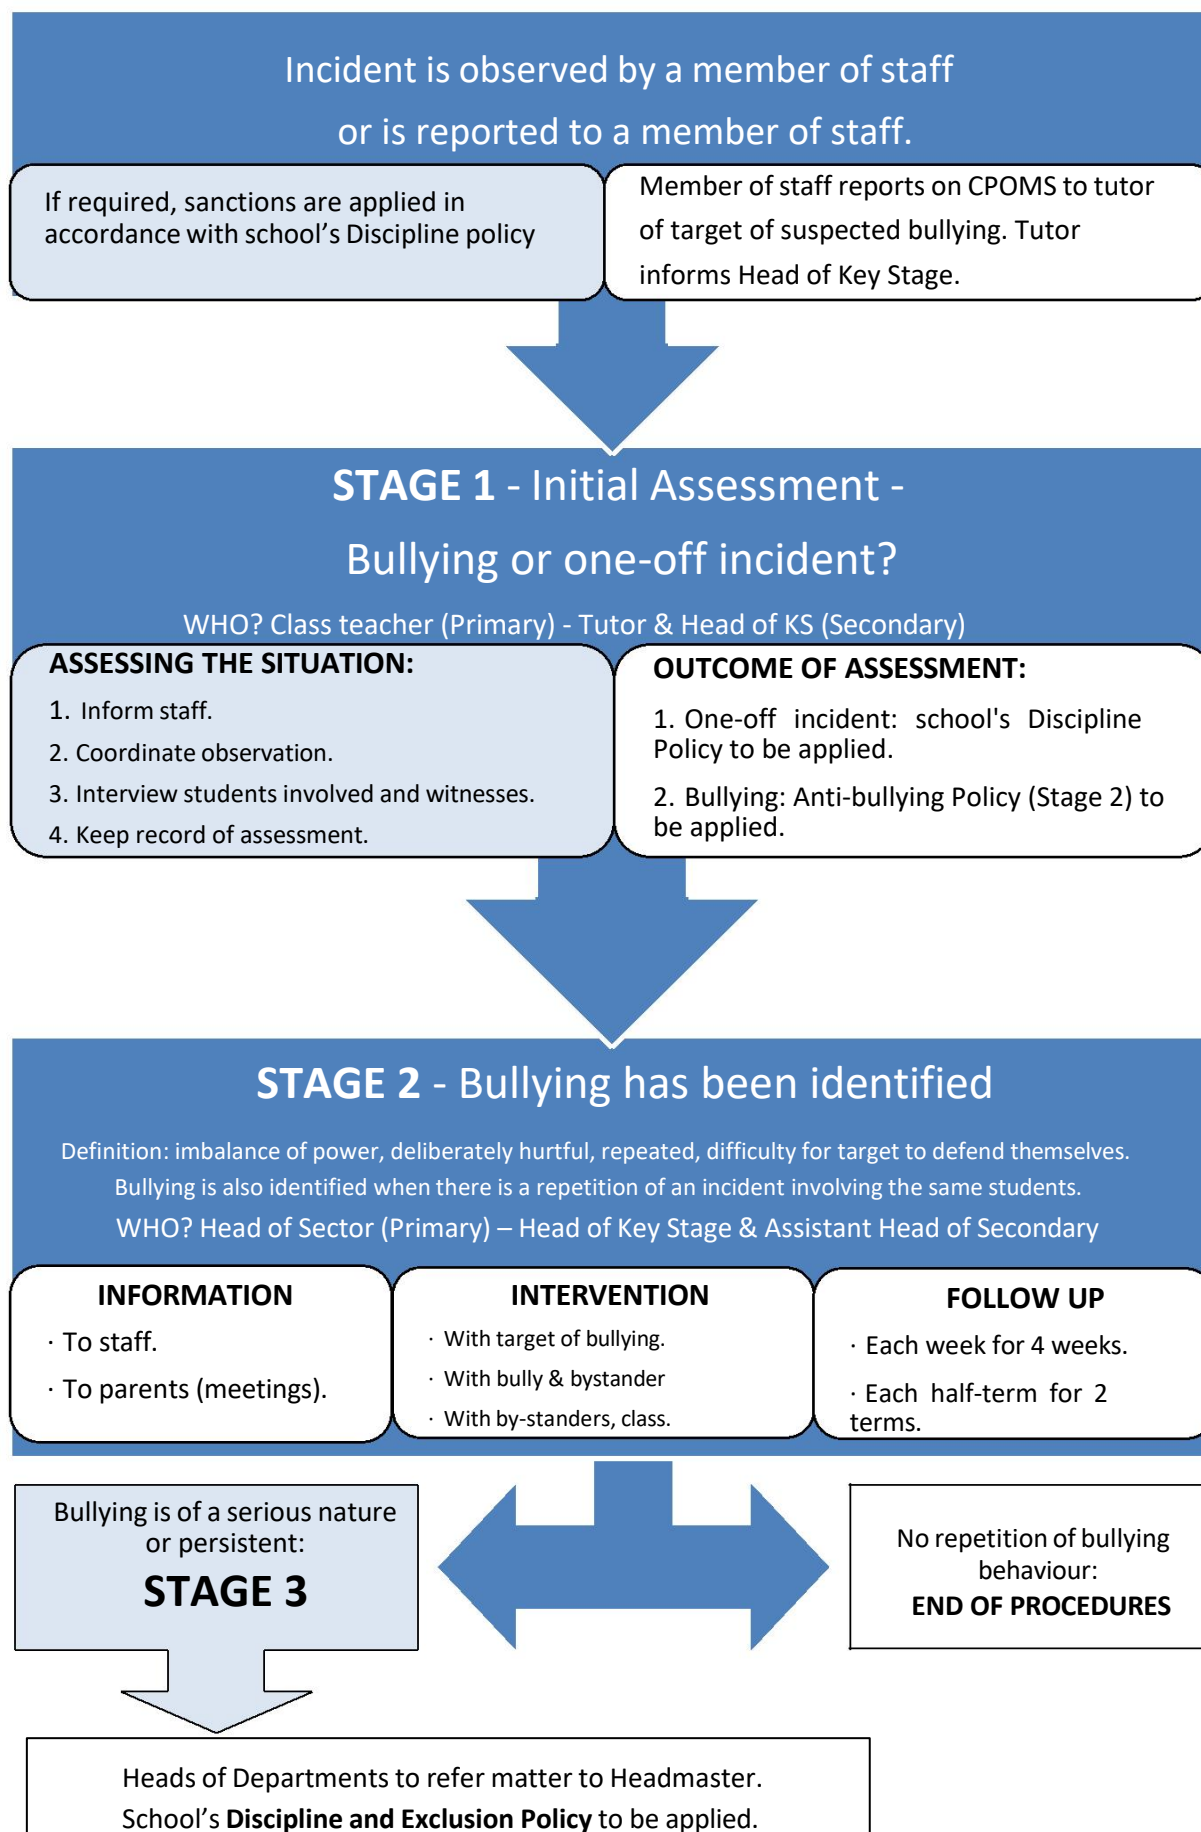 Incident is observed by a member of staff
or is reported to a member of staff.
If required, sanctions are applied in
accordance with school's Discipline policy
Member of staff reports on CPOMS to tutor
of target of suspected bullying. Tutor
informs Head of Key Stage.
STAGE 1 - Initial Assessment -
Bullying or one-off incident?
WHO? Class teacher (Primary) - Tutor & Head of KS (Secondary)
ASSESSING THE SITUATION:
1. Inform staff.
2. Coordinate observation.
3. Interview students involved and witnesses.
4. Keep record of assessment.
OUTCOME OF ASSESSMENT:
1. One-off incident: school's Discipline
Policy to be applied.
2. Bullying: Anti-bullying Policy (Stage 2) to
be applied.
STAGE 2 - Bullying has been identified
Definition: imbalance of power, deliberately hurtful, repeated, difficulty for target to defend themselves.
Bullying is also identified when there is a repetition of an incident involving the same students.
WHO? Head of Sector (Primary) – Head of Key Stage & Assistant Head of Secondary
INFORMATION
· To staff.
· To parents (meetings).
INTERVENTION
· With target of bullying.
· With bully & bystander
· With by-standers, class.
FOLLOW UP
· Each week for 4 weeks.
· Each half-term for 2
terms.
Bullying is of a serious nature
or persistent:
STAGE 3
No repetition of bullying
behaviour:
END OF PROCEDURES
Heads of Departments to refer matter to Headmaster.
School's Discipline and Exclusion Policy to be applied.